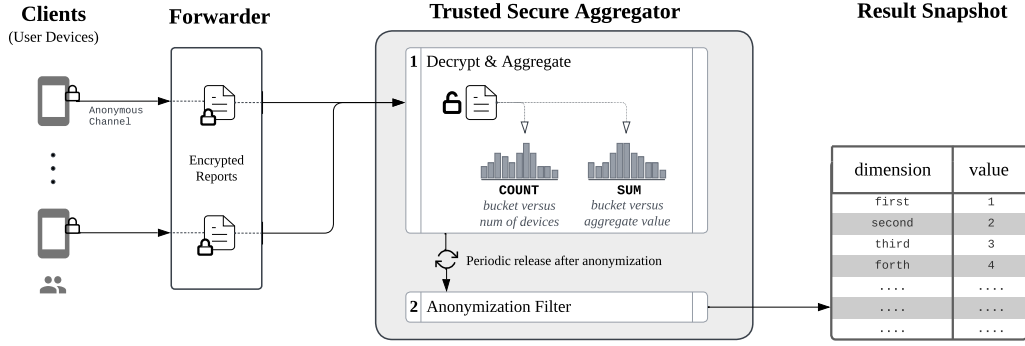 Clients
(User Devices)
Anonymous
Channel
Forwarder
Encrypted
Reports
Trusted Secure Aggregator
1 Decrypt & Aggregate
COUNT
bucket versus
num of devices
SUM
bucket versus
aggregate value
Periodic release after anonymization
2 Anonymization Filter
Result Snapshot
dimension value
first 1
second 2
third 3
forth 4
.... ....
.... ....
.... ....